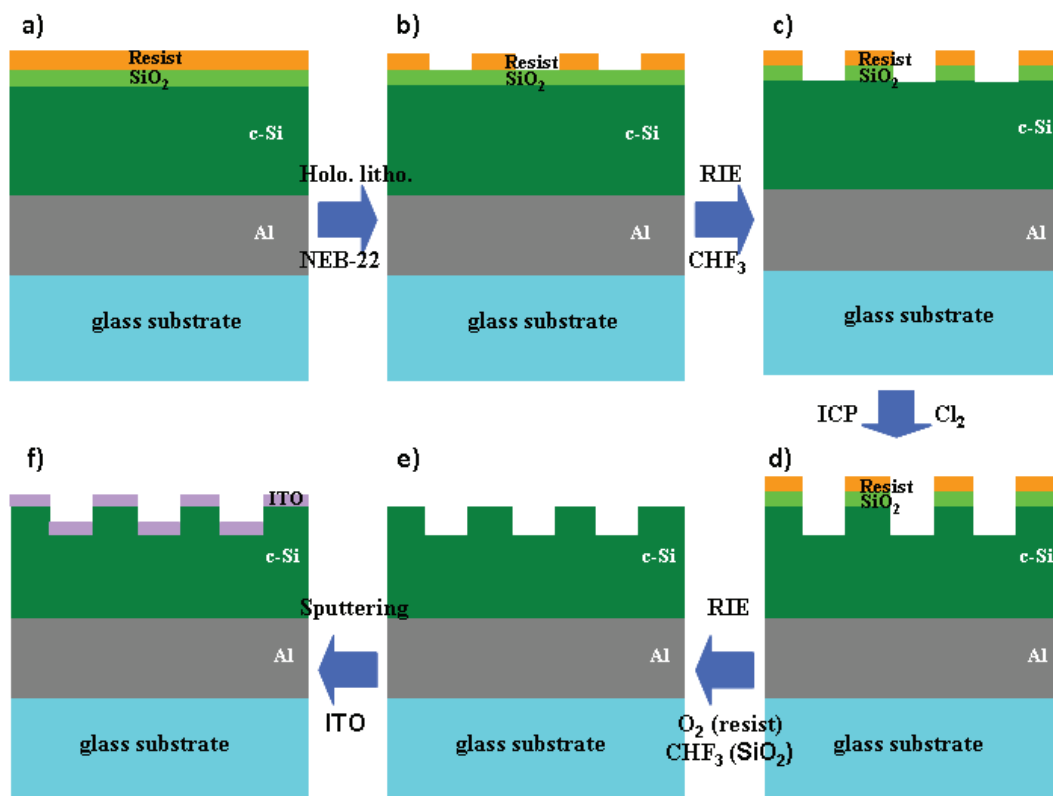 a)
Resist
SiO₂
c-Si
Al
glass substrate
Holo. litho.
NEB-22
b)
Resist
SiO₂
c-Si
Al
glass substrate
RIE
CHF₃
c)
Resist
SiO₂
c-Si
Al
glass substrate
ICP
Cl₂
d)
Resist
SiO₂
c-Si
Al
glass substrate
RIE
O₂ (resist)
CHF₃ (SiO₂)
e)
c-Si
Al
glass substrate
Sputtering
ITO
f)
ITO
c-Si
Al
glass substrate